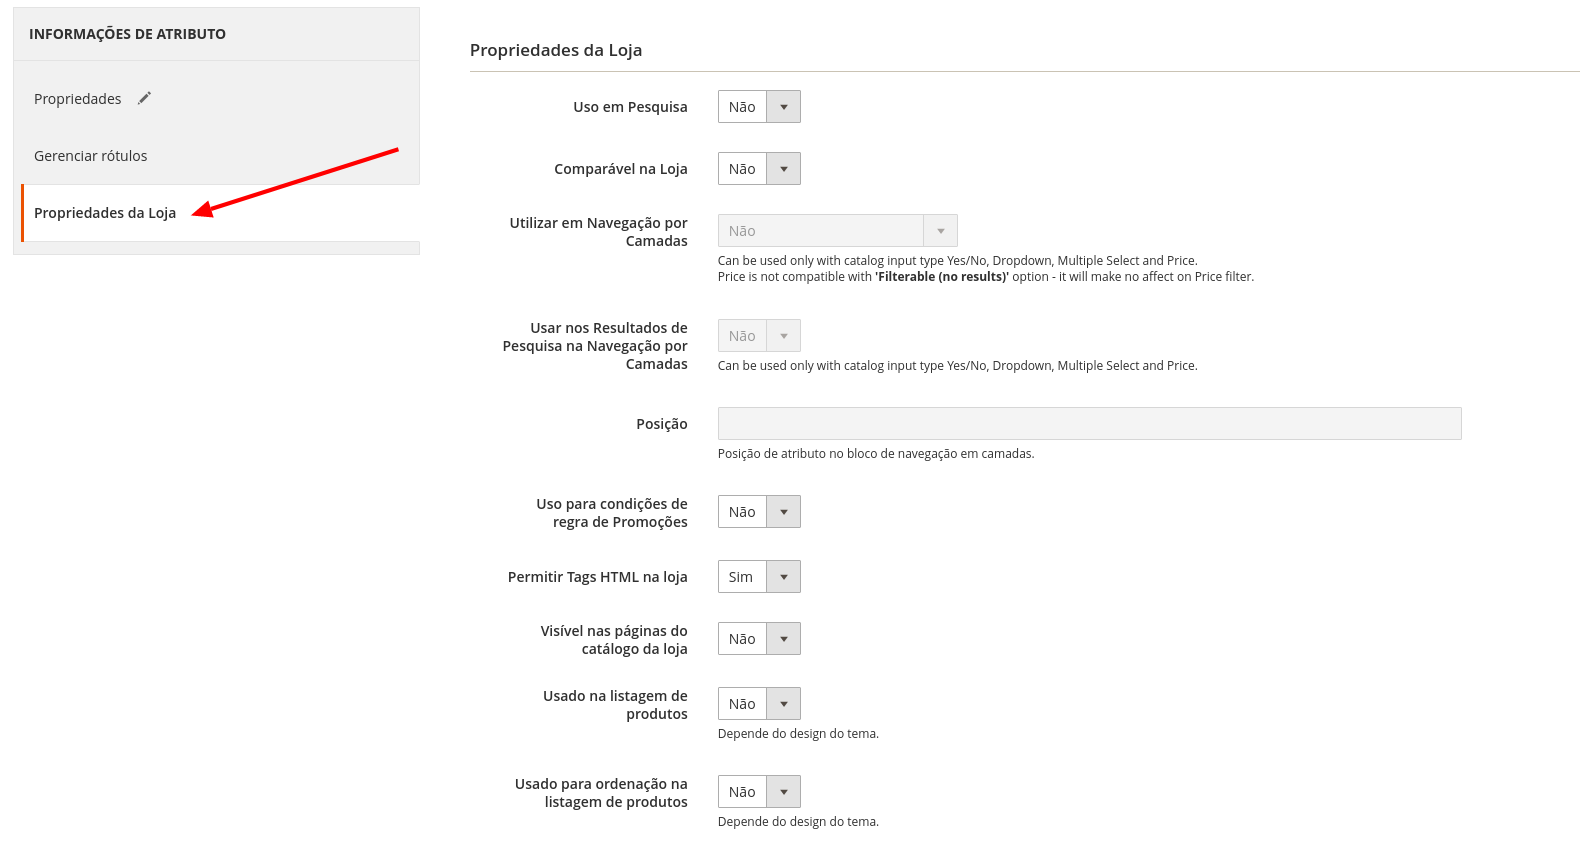 INFORMAÇÕES DE ATRIBUTO
Propriedades
Gerenciar rótulos
Propriedades da Loja
Propriedades da Loja
Uso em Pesquisa
Não
Comparável na Loja
Não
Utilizar em Navegação por
Camadas
Não
Can be used only with catalog input type Yes/No, Dropdown, Multiple Select and Price.
Price is not compatible with 'Filterable (no results)' option - it will make no affect on Price filter.
Usar nos Resultados de
Pesquisa na Navegação por
Camadas
Não
Can be used only with catalog input type Yes/No, Dropdown, Multiple Select and Price.
Posição
Posição de atributo no bloco de navegação em camadas.
Uso para condições de
regra de Promoções
Não
Permitir Tags HTML na loja
Sim
Visível nas páginas do
catálogo da loja
Não
Usado na listagem de
produtos
Não
Depende do design do tema.
Usado para ordenação na
listagem de produtos
Não
Depende do design do tema.